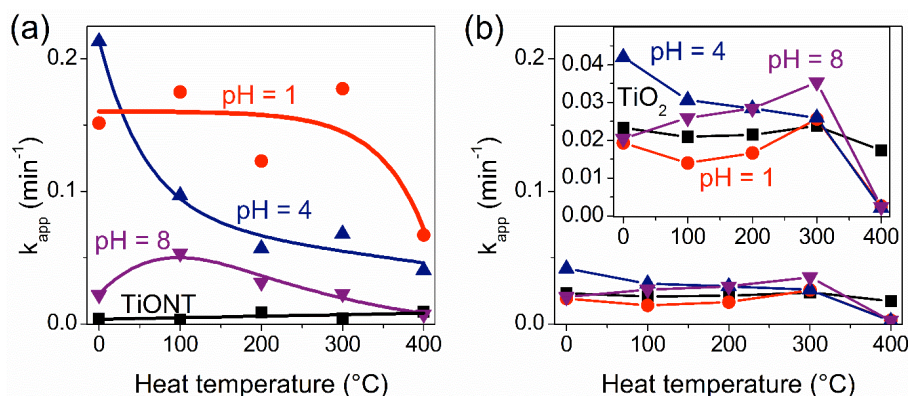 (a)
0.2
0.1
0.0
k_app (min⁻¹)
pH = 1
pH = 4
pH = 8
TiONT
0 100 200 300 400
Heat temperature (°C)
(b)
0.2
0.1
0.0
k_app (min⁻¹)
0.04
0.03
0.02
0.01
0.00
pH = 4
pH = 8
TiO₂
pH = 1
0 100 200 300 400
0 100 200 300 400
Heat temperature (°C)